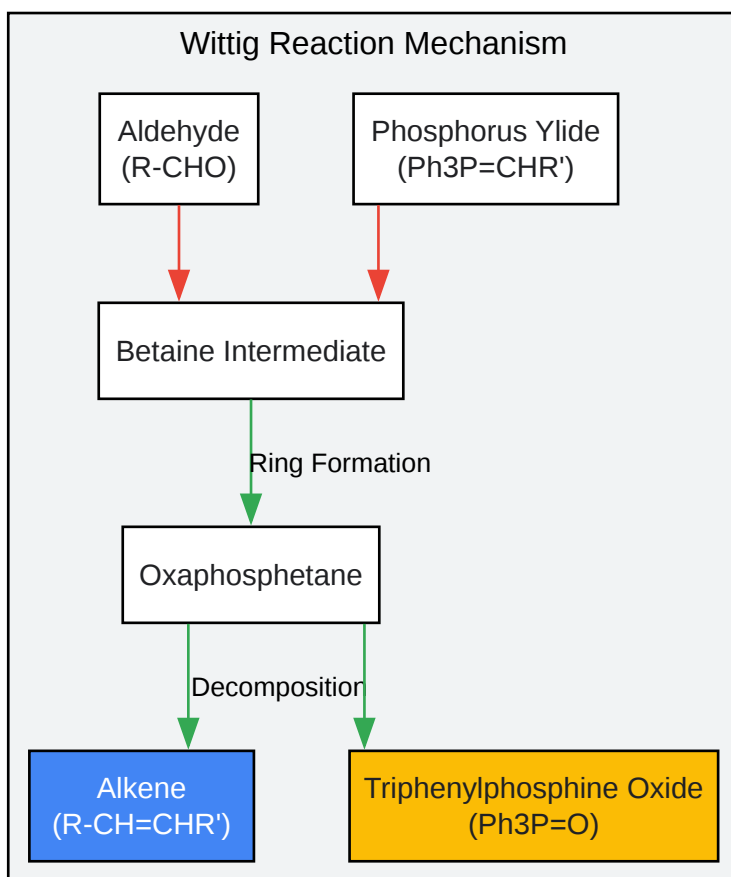 Wittig Reaction Mechanism
Aldehyde
(R-CHO)
Phosphorus Ylide
(Ph3P=CHR')
Betaine Intermediate
Ring Formation
Oxaphosphetane
Decomposition
Alkene
(R-CH=CHR')
Triphenylphosphine Oxide
(Ph3P=O)